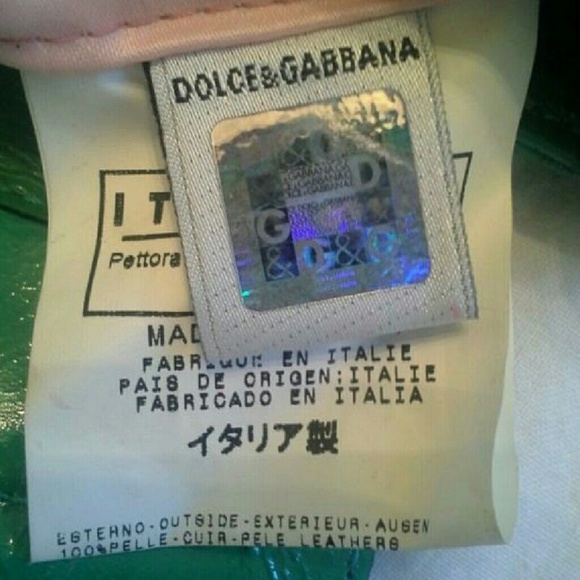 DOLCE&GABBANA
&D
D
G
&D&G
IT
Pettora
MAD
FABRIQUE EN ITALIE
PAIS DE ORIGEN:ITALIE
FABRICADO EN ITALIA
イタリア製
ESTERNO-OUTSIDE-EXTERIEUR-AUSEN
100%PELLE-CUIR-PELE LEATHERS